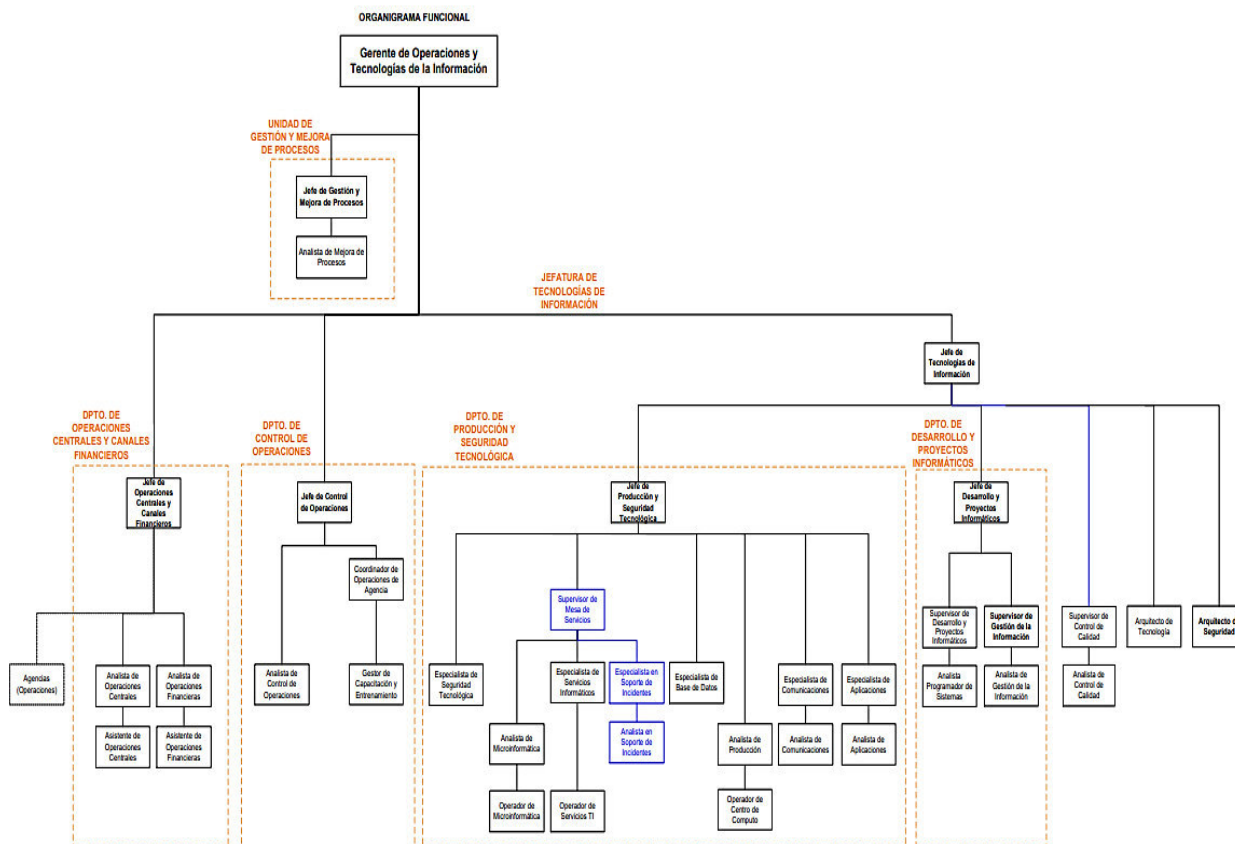 ORGANIGRAMA FUNCIONAL
Gerente de Operaciones y
Tecnologías de la Información
UNIDAD DE
GESTIÓN Y MEJORA
DE PROCESOS
Jefe de Gestión y
Mejora de Procesos
Analista de Mejora de
Procesos
JEFATURA DE
TECNOLOGÍAS DE
INFORMACIÓN
Jefe de
Tecnologías de
Información
DPTO. DE
OPERACIONES
CENTRALES Y CANALES
FINANCIEROS
DPTO. DE
CONTROL DE
OPERACIONES
DPTO. DE
PRODUCCIÓN Y
SEGURIDAD
TECNOLÓGICA
DPTO. DE
DESARROLLO Y
PROYECTOS
INFORMÁTICOS
Jefe de
Operaciones
Centrales y
Canales
Financieros
Jefe de Control
de Operaciones
Jefe de
Producción y
Seguridad
Tecnológica
Jefe de
Desarrollo y
Proyectos
Informáticos
Coordinador de
Operaciones de
Agencia
Supervisor de
Mesa de
Servicios
Supervisor de
Desarrollo y
Proyectos
Informáticos
Supervisor de
Gestión de la
Información
Supervisor de
Control de
Calidad
Arquitecto de
Tecnología
Arquitecto de
Seguridad
Agencias
(Operaciones)
Analista de
Operaciones
Centrales
Analista de
Operaciones
Financieras
Analista de
Control de
Operaciones
Gestor de
Capacitación y
Entrenamiento
Especialista de
Seguridad
Tecnológica
Especialista de
Servicios
Informáticos
Especialista en
Soporte de
Incidentes
Especialista de
Base de Datos
Especialista de
Comunicaciones
Especialista de
Aplicaciones
Analista
Programador de
Sistemas
Analista de
Gestión de la
Información
Analista de
Control de
Calidad
Asistente de
Operaciones
Centrales
Asistente de
Operaciones
Financieras
Analista de
Microinformática
Analista en
Soporte de
Incidentes
Analista de
Producción
Analista de
Comunicaciones
Analista de
Aplicaciones
Operador de
Microinformática
Operador de
Servicios TI
Operador de
Centro de
Computo